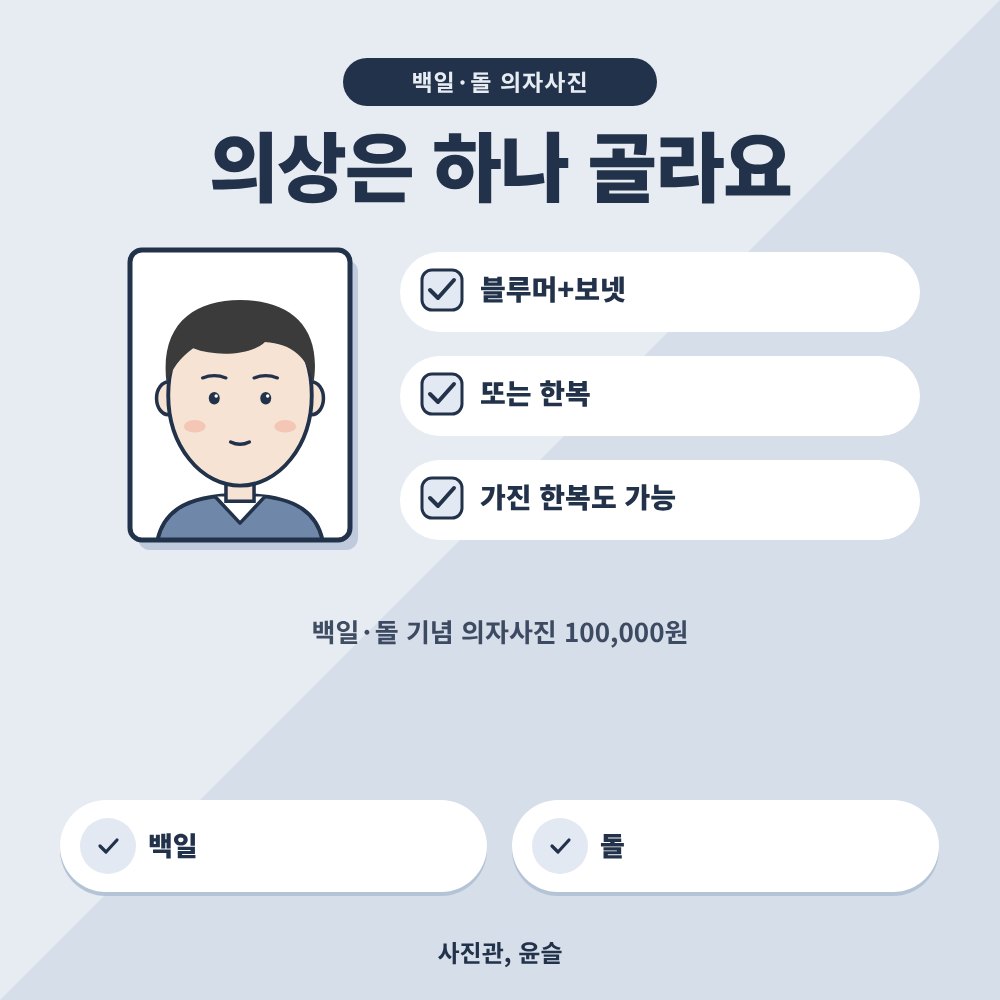 백일·돌 의자사진
의상은 하나 골라요
블루머+보넷
또는 한복
가진 한복도 가능
백일·돌 기념 의자사진 100,000원
백일
돌
사진관, 윤슬